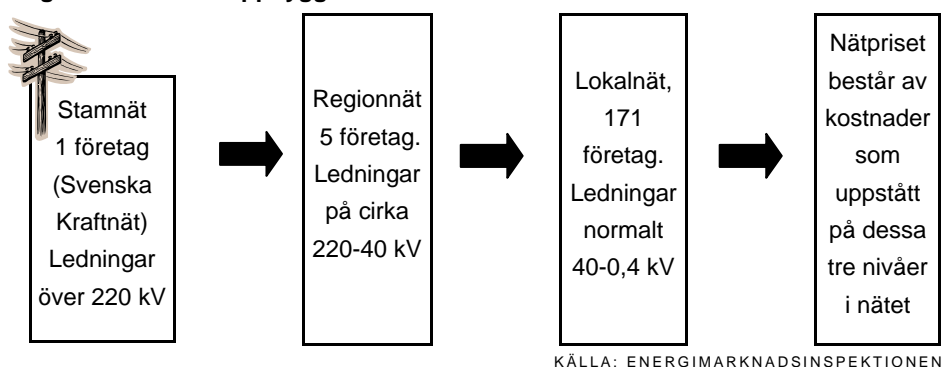 Stamnät
1 företag
(Svenska
Kraftnät)
Ledningar
över 220 kV
Regionnät
5 företag.
Ledningar
på cirka
220-40 kV
Lokalnät,
171
företag.
Ledningar
normalt
40-0,4 kV
Nätpriset
består av
kostnader
som
uppstått
på dessa
tre nivåer
i nätet
KÄLLA: ENERGIMARKNADSINSPEKTIONEN